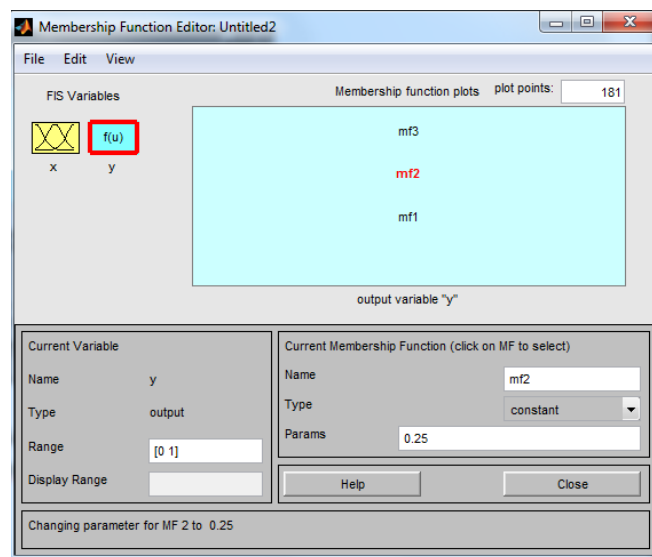 Membership Function Editor: Untitled2
File Edit View
FIS Variables
Membership function plots plot points: 181
f(u)
x y
mf3
mf2
mf1
output variable "y"
Current Variable
Name y
Type output
Range [0 1]
Display Range
Current Membership Function (click on MF to select)
Name mf2
Type constant
Params 0.25
Help Close
Changing parameter for MF 2 to 0.25